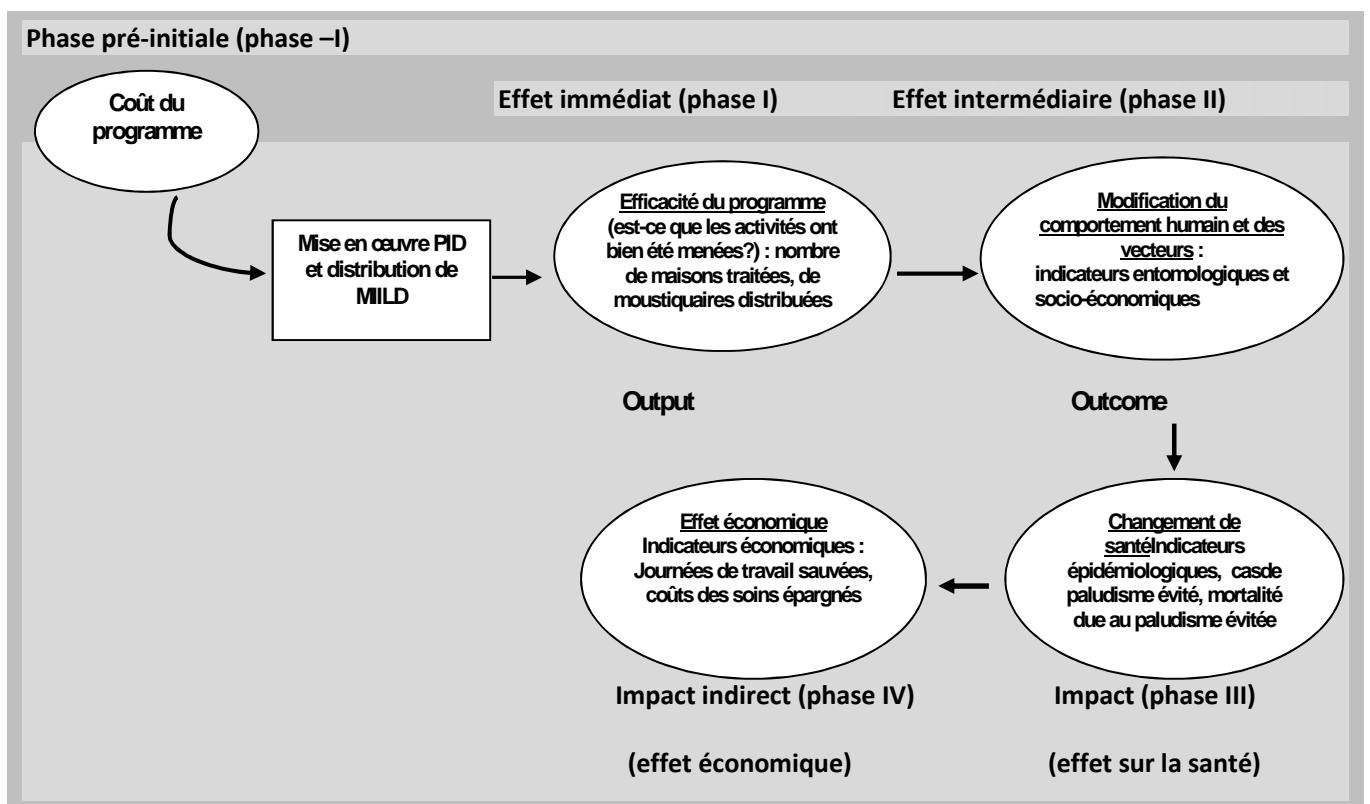 Phase pré-initiale (phase –I)
Coût du
programme
Effet immédiat (phase I)
Effet intermédiaire (phase II)
Mise en œuvre PID
et distribution de
MIILD
Efficacité du programme
(est-ce que les activités ont
bien été menées?) : nombre
de maisons traitées, de
moustiquaires distribuées
Modification du
comportement humain et des
vecteurs :
indicateurs entomologiques et
socio-économiques
Output
Outcome
Effet économique
Indicateurs économiques :
Journées de travail sauvées,
coûts des soins épargnés
Changement de
santéIndicateurs
épidémiologiques, casde
paludisme évité, mortalité
due au paludisme évitée
Impact indirect (phase IV)
(effet économique)
Impact (phase III)
(effet sur la santé)